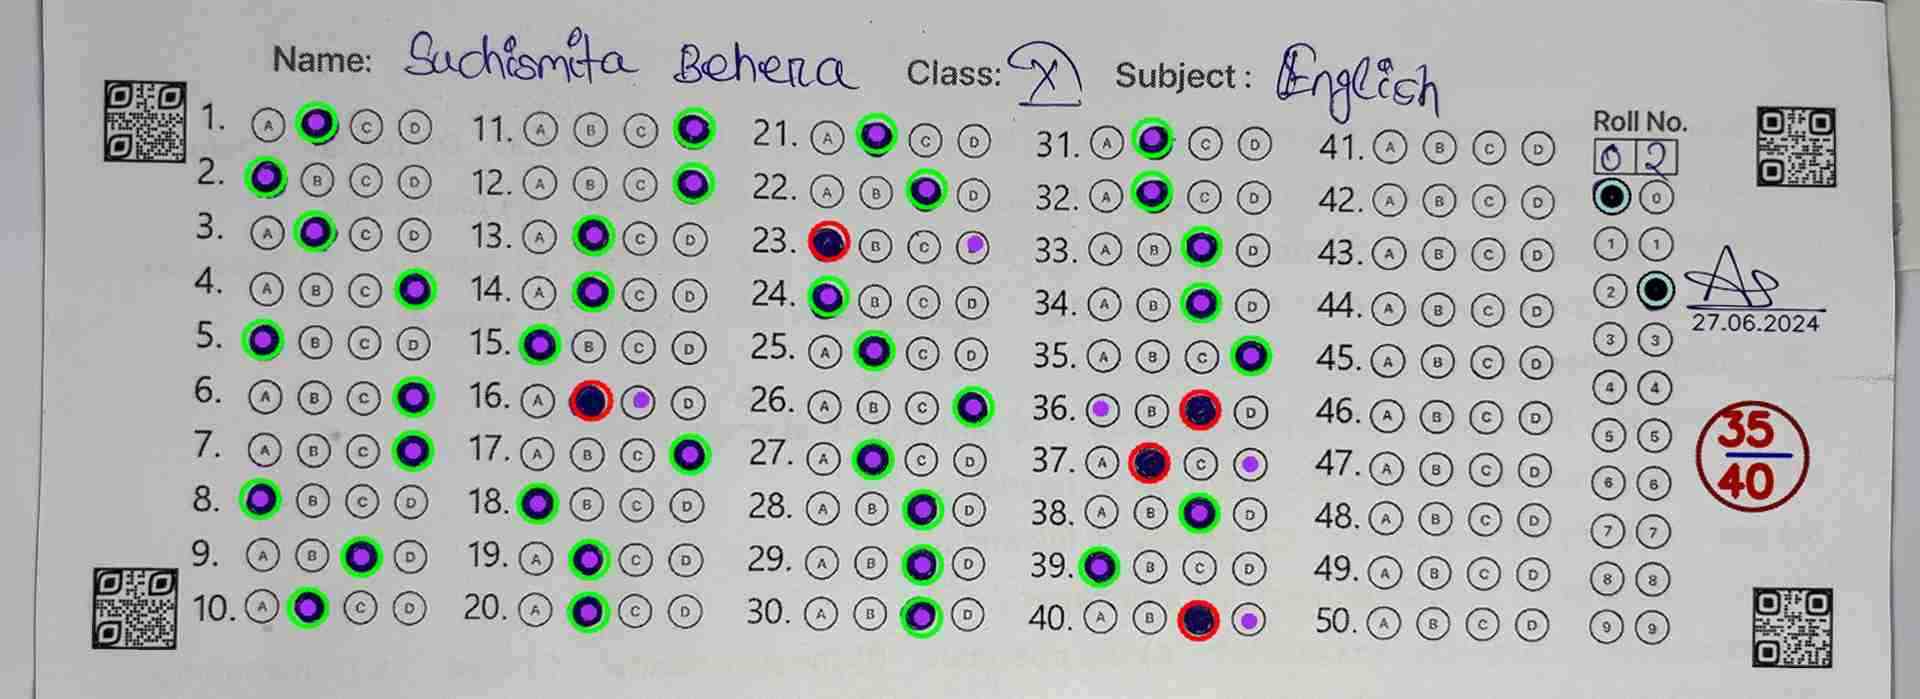 Name: Suchismita Behera Class: X Subject: English
Roll No.
0 2
1. A C D 11. A B C 21. A C D 31. A C D 41. A B C D
2. B C D 12. A B C 22. A B D 32. A C D 42. A B C D 0
3. A C D 13. A C D 23. B C D 33. A B D 43. A B C D 1 1
4. A B C 14. A C D 24. B C D 34. A B D 44. A B C D 2
As
27.06.2024
5. B C D 15. B C D 25. A C D 35. A B C 45. A B C D 3 3
6. A B C 16. A D 26. A B C 36. B D 46. A B C D 4 4
7. A B C 17. A B C 27. A C D 37. A C 47. A B C D 5 5
35
40
8. B C D 18. B C D 28. A B D 38. A B D 48. A B C D 6 6
9. A B D 19. A C D 29. A B D 39. B C D 49. A B C D 7 7
10. A C D 20. A C D 30. A B D 40. A B 50. A B C D 8 8
9 9